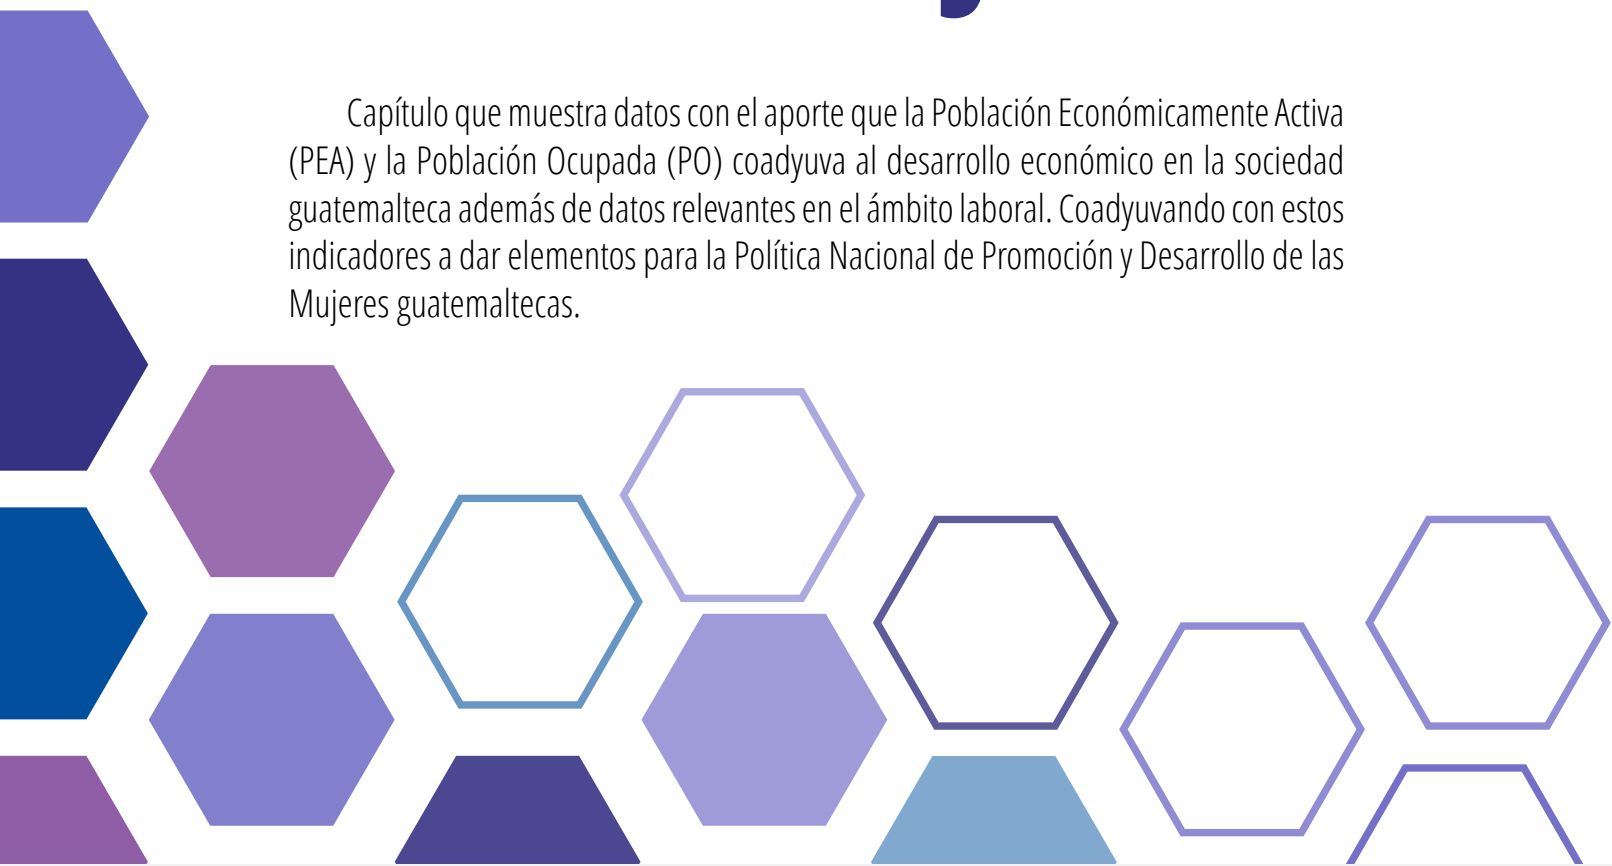 Capítulo que muestra datos con el aporte que la Población Económicamente Activa
(PEA) y la Población Ocupada (PO) coadyuva al desarrollo económico en la sociedad
guatemalteca además de datos relevantes en el ámbito laboral. Coadyuvando con estos
indicadores a dar elementos para la Política Nacional de Promoción y Desarrollo de las
Mujeres guatemaltecas.